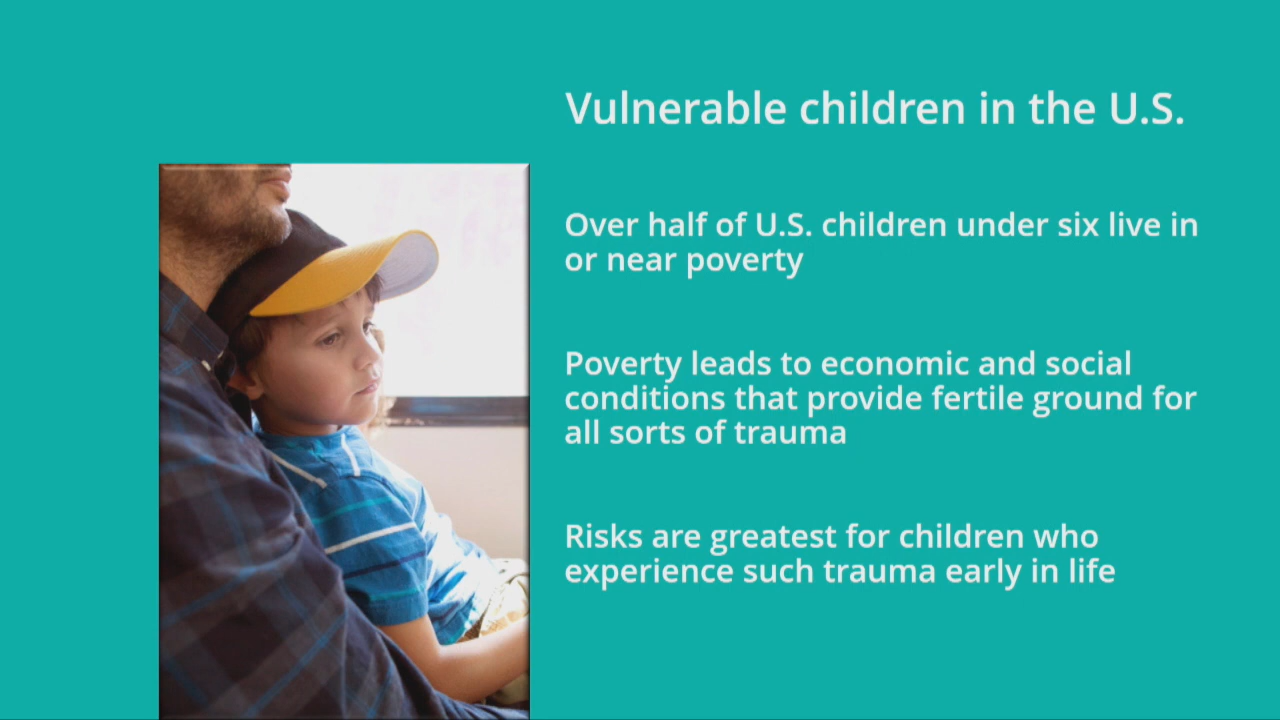 Vulnerable children in the U.S.
Over half of U.S. children under six live in
or near poverty
Poverty leads to economic and social
conditions that provide fertile ground for
all sorts of trauma
Risks are greatest for children who
experience such trauma early in life